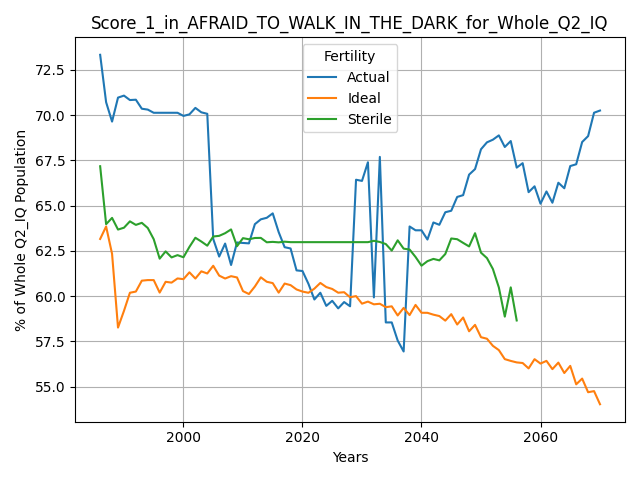 Score_1_in_AFRAID_TO_WALK_IN_THE_DARK_for_Whole_Q2_IQ
Fertility
Actual
Ideal
Sterile
% of Whole Q2_IQ Population
72.5
70.0
67.5
65.0
62.5
60.0
57.5
55.0
2000
2020
2040
2060
Years